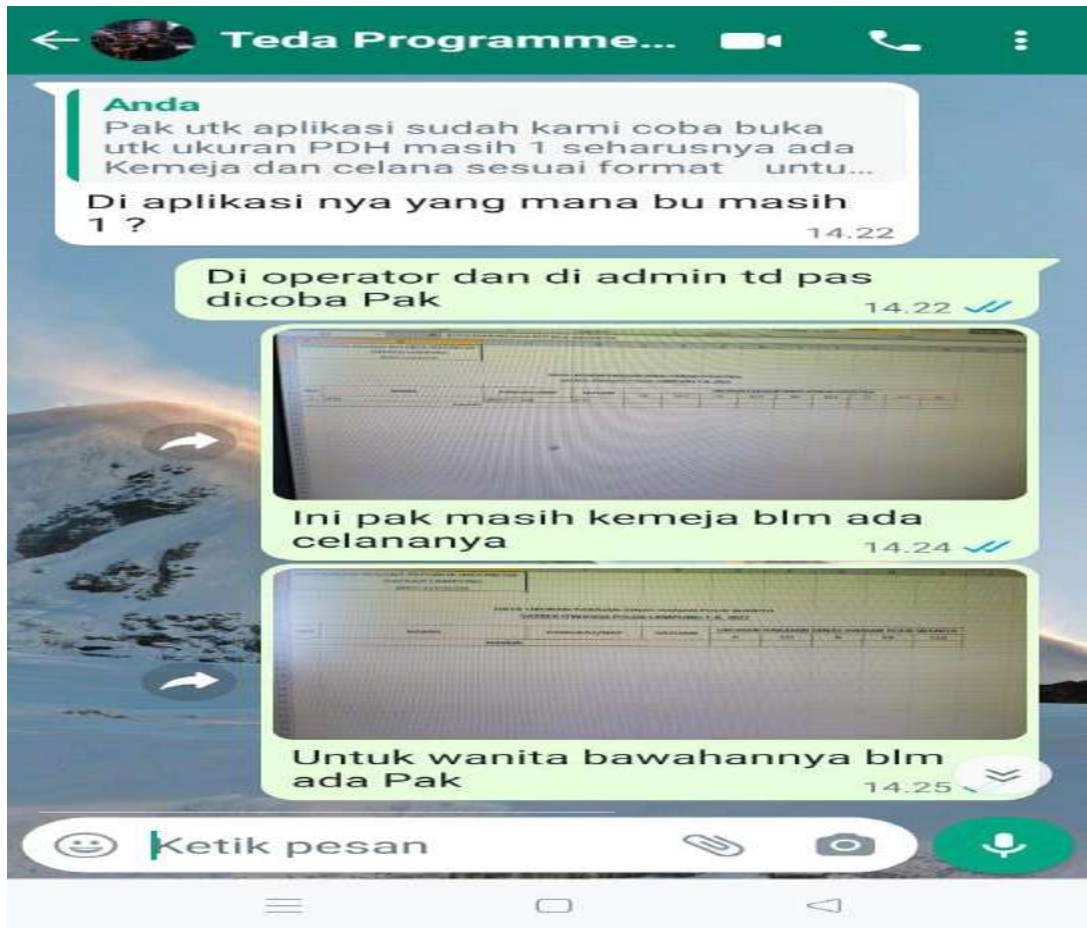 Teda Programme...
Anda
Pak utk aplikasi sudah kami coba buka
utk ukuran PDH masih 1 seharusnya ada
Kemeja dan celana sesuai format untu...
Di aplikasi nya yang mana bu masih
1 ?
14.22
Di operator dan di admin td pas
dicoba Pak
14.22
Ini pak masih kemeja blm ada
celananya
14.24
Untuk wanita bawahannya blm
ada Pak
14.25
Ketik pesan